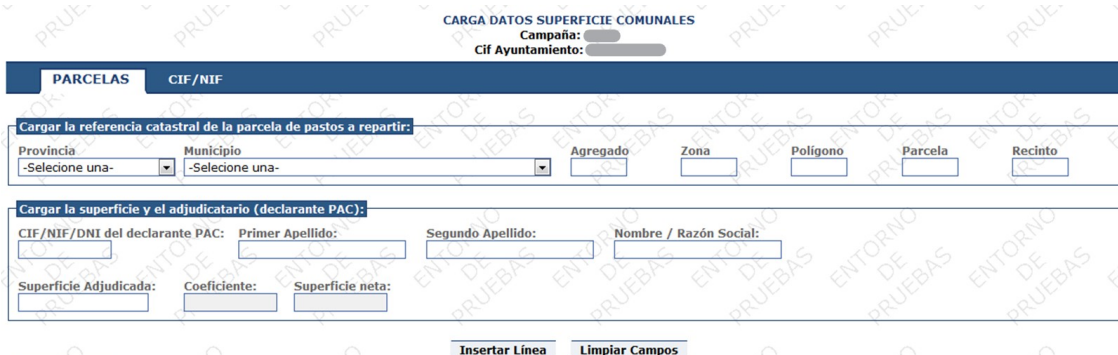 CARGA DATOS SUPERFICIE COMUNALES
Campaña:
Cif Ayuntamiento:
PARCELAS CIF/NIF
Cargar la referencia catastral de la parcela de pastos a repartir:
Provincia Municipio Agregado Zona Polígono Parcela Recinto
-Selecione una- -Selecione una-
Cargar la superficie y el adjudicatario (declarante PAC):
CIF/NIF/DNI del declarante PAC: Primer Apellido: Segundo Apellido: Nombre / Razón Social:
Superficie Adjudicada: Coeficiente: Superficie neta:
Insertar Línea Limpiar Campos
ENTORNO DE PRUEBAS